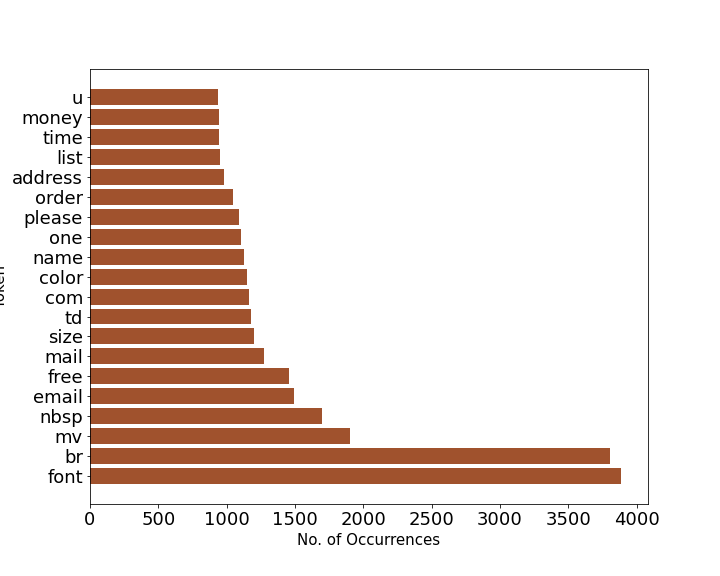 u
money
time
list
address
order
please
one
name
color
com
td
size
mail
free
email
nbsp
mv
br
font
0 500 1000 1500 2000 2500 3000 3500 4000
No. of Occurrences